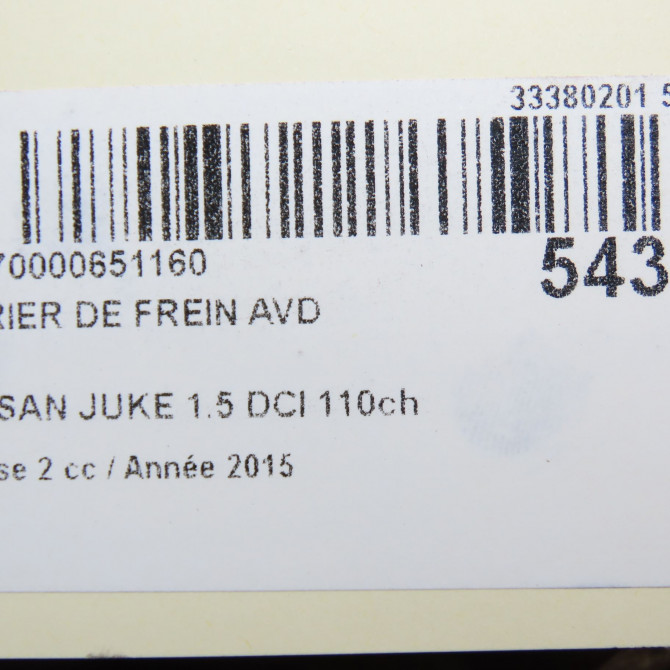 33380201 5
70000651160
543
RIER DE FREIN AVD
SAN JUKE 1.5 DCI 110ch
se 2 cc / Année 2015